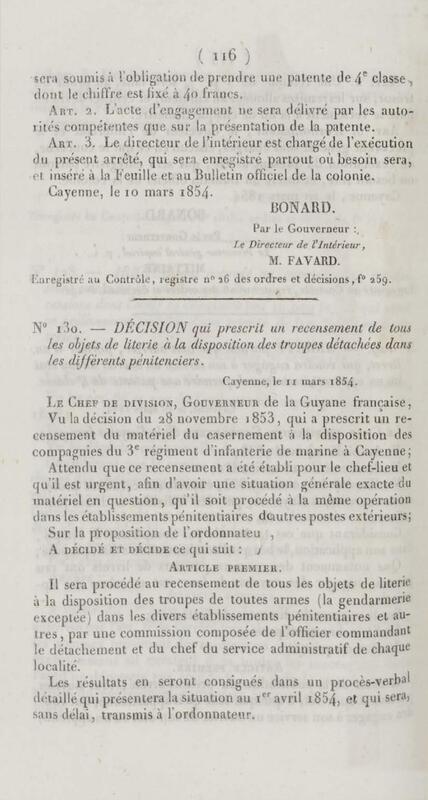 ( 116 )
sera soumis à l'obligation de prendre une patente de 4e classe,
dont le chiffre est fixé à 40 francs.
ART. 2. L'acte d'engagement ne sera délivré par les auto-
rités compétentes que sur la présentation de la patente.
ART. 3. Le directeur de l'intérieur est chargé de l'exécution
du présent arrêté, qui sera enregistré partout où besoin sera,
et inséré à la Feuille et au Bulletin officiel de la colonie.
Cayenne, le 10 mars 1854.
BONARD.
Par le Gouverneur :
Le Directeur de l'Intérieur,
M. FAVARD.
Enregistré au Contrôle, registre n° 26 des ordres et décisions, f° 259.
N° 130. — DÉCISION qui prescrit un recensement de tous
les objets de literie à la disposition des troupes détachées dans
les différents pénitenciers.
Cayenne, le 11 mars 1854.
LE CHEF DE DIVISION, GOUVERNEUR de la Guyane française,
Vu la décision du 28 novembre 1853, qui a prescrit un re-
censement du matériel du casernement à la disposition des
compagnies du 3e régiment d'infanterie de marine à Cayenne;
Attendu que ce recensement a été établi pour le chef-lieu et
qu'il est urgent, afin d'avoir une situation générale exacte du
matériel en question, qu'il soit procédé à la même opération
dans les établissements pénitentiaires et autres postes extérieurs;
Sur la proposition de l'ordonnateu ,
A DÉCIDÉ ET DÉCIDE ce qui suit :
ARTICLE PREMIER.
Il sera procédé au recensement de tous les objets de literie
à la disposition des troupes de toutes armes (la gendarmerie
exceptée) dans les divers établissements pénitentiaires et au-
tres, par une commission composée de l'officier commandant
le détachement et du chef du service administratif de chaque
localité.
Les résultats en seront consignés dans un procès-verbal
détaillé qui présentera la situation au 1er avril 1854, et qui sera,
sans délai, transmis à l'ordonnateur.